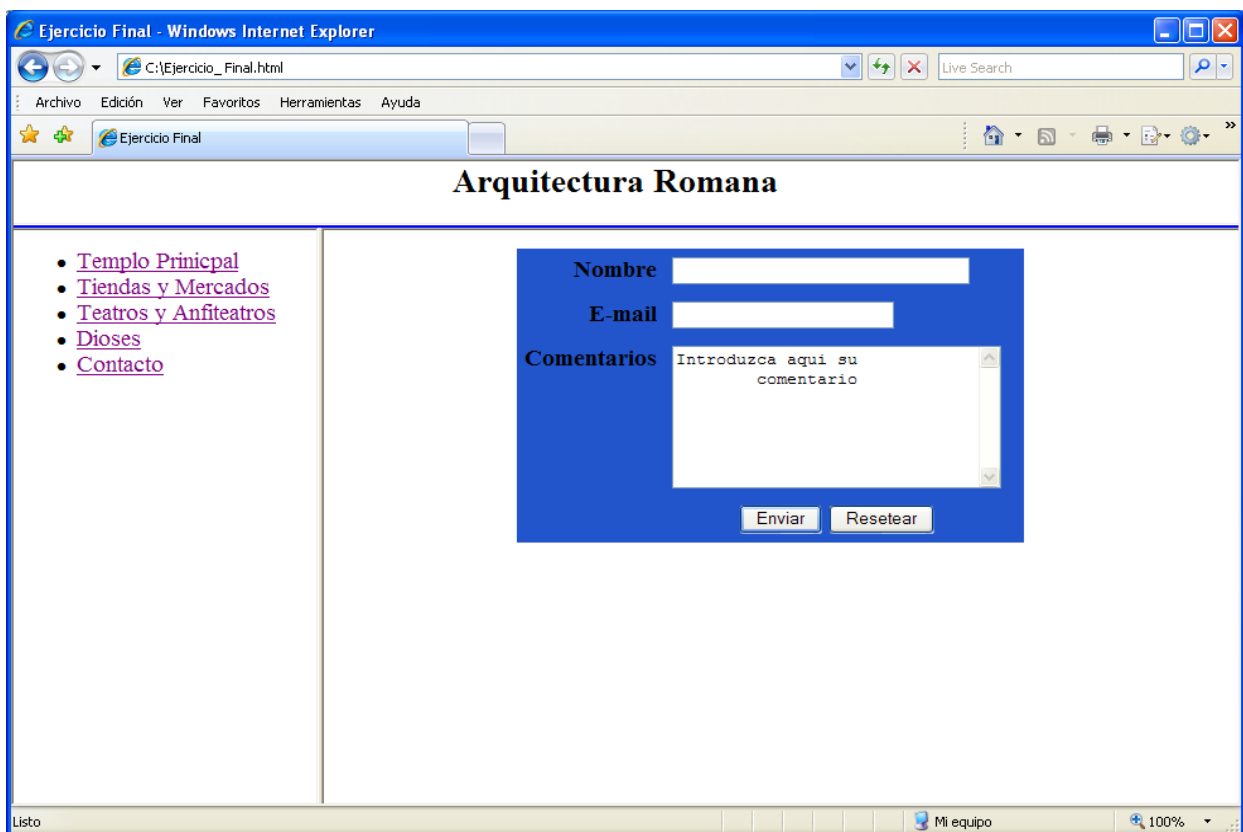 Ejercicio Final - Windows Internet Explorer
C:\Ejercicio_ Final.html
Live Search
Archivo Edición Ver Favoritos Herramientas Ayuda
Ejercicio Final
»
Arquitectura Romana
• Templo Prinicpal
• Tiendas y Mercados
• Teatros y Anfiteatros
• Dioses
• Contacto
Nombre
E-mail
Comentarios
Introduzca aqui su
comentario
Enviar Resetear
Listo Mi equipo 100%